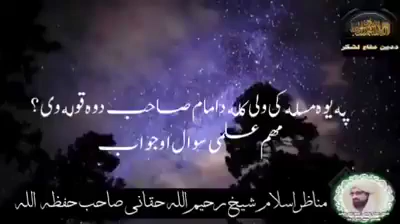 په یوه مسله کی ولی کله د امام صاحب دوه قوله وی؟
مهم علمی سوال او جواب
مناظر اسلام شیخ رحیم الله حقانی صاحب حفظه الله